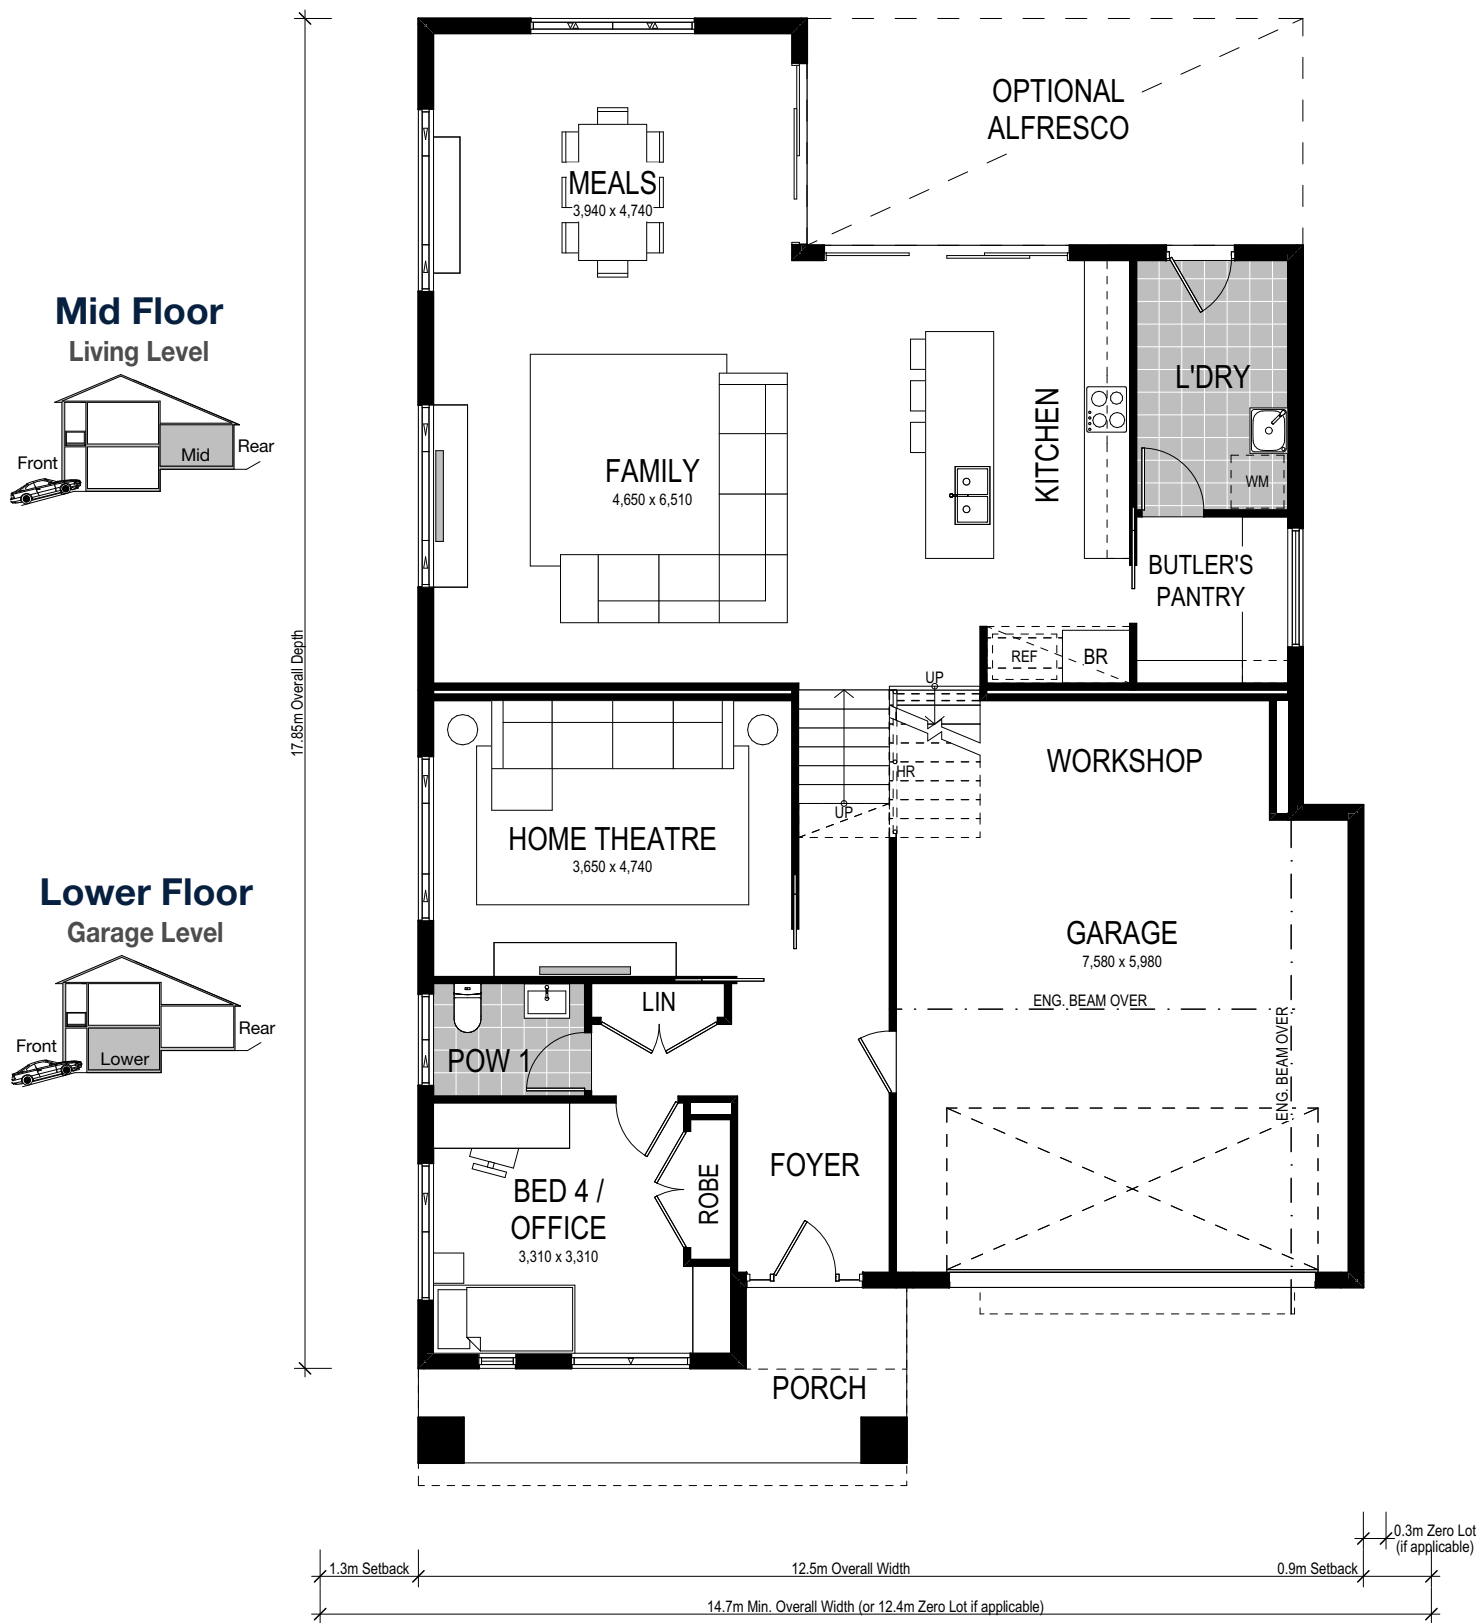 OPTIONAL
ALFRESCO
MEALS
3,940 x 4,740
Mid Floor
Living Level
Front
Mid
Rear
L'DRY
WM
KITCHEN
FAMILY
4,650 x 6,510
BUTLER'S
PANTRY
REF
BR
17.85m Overall Depth
UP
UP
HR
WORKSHOP
HOME THEATRE
3,650 x 4,740
Lower Floor
Garage Level
Front
Lower
Rear
GARAGE
7,580 x 5,980
ENG. BEAM OVER
ENG. BEAM OVER
LIN
POW 1
FOYER
ROBE
BED 4 /
OFFICE
3,310 x 3,310
PORCH
0.3m Zero Lot
(if applicable)
1.3m Setback
12.5m Overall Width
0.9m Setback
14.7m Min. Overall Width (or 12.4m Zero Lot if applicable)